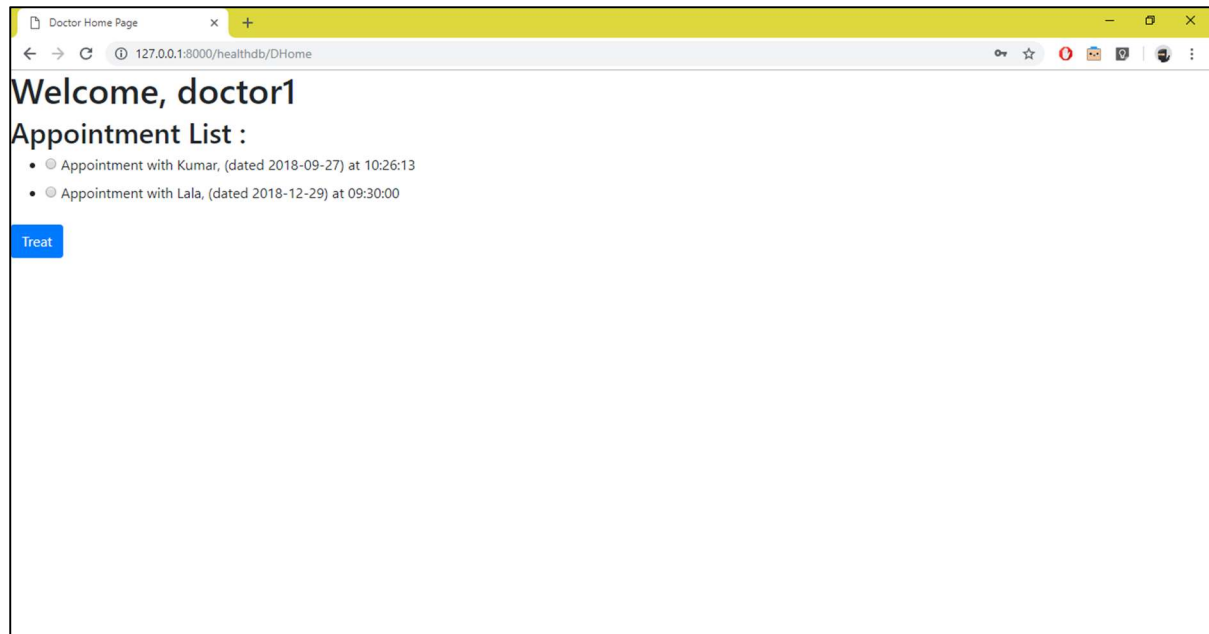 Doctor Home Page
127.0.0.1:8000/healthdb/DHome
Welcome, doctor1
Appointment List :
Appointment with Kumar, (dated 2018-09-27) at 10:26:13
Appointment with Lala, (dated 2018-12-29) at 09:30:00
Treat